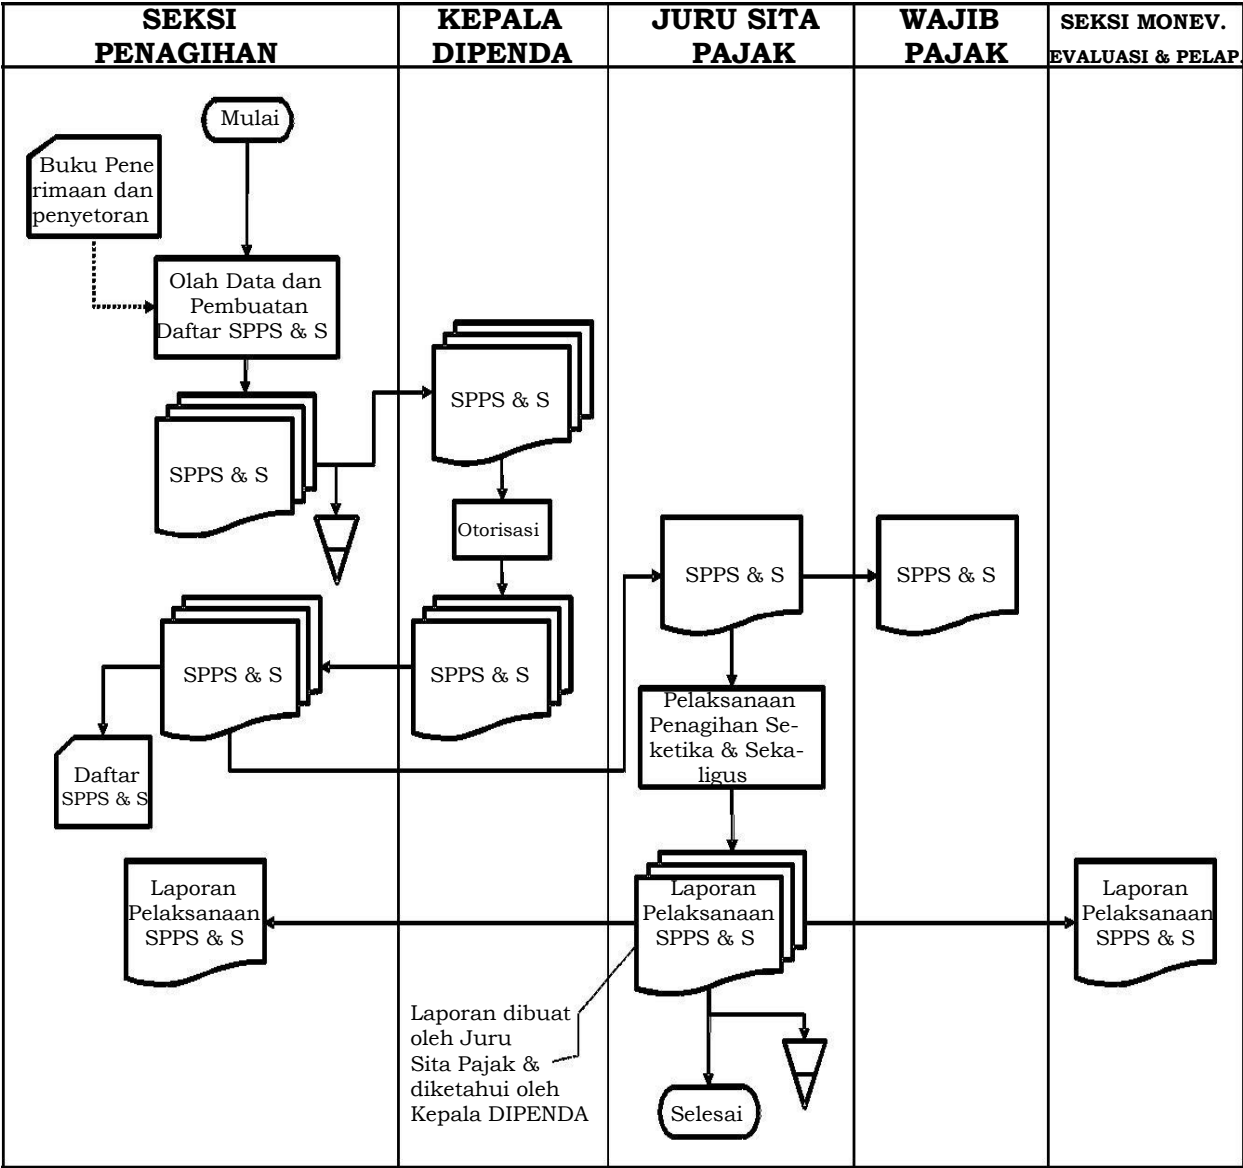 SEKSI
PENAGIHAN
KEPALA
DIPENDA
JURU SITA
PAJAK
WAJIB
PAJAK
SEKSI MONEV.
EVALUASI & PELAP.
Mulai
Buku Pene
rimaan dan
penyetoran
Olah Data dan
Pembuatan
Daftar SPPS & S
SPPS & S
SPPS & S
Otorisasi
SPPS & S
SPPS & S
SPPS & S
SPPS & S
Daftar
SPPS & S
Pelaksanaan
Penagihan Se-
ketika & Seka-
ligus
Laporan
Pelaksanaan
SPPS & S
Laporan
Pelaksanaan
SPPS & S
Laporan
Pelaksanaan
SPPS & S
Laporan dibuat
oleh Juru
Sita Pajak &
diketahui oleh
Kepala DIPENDA
Selesai